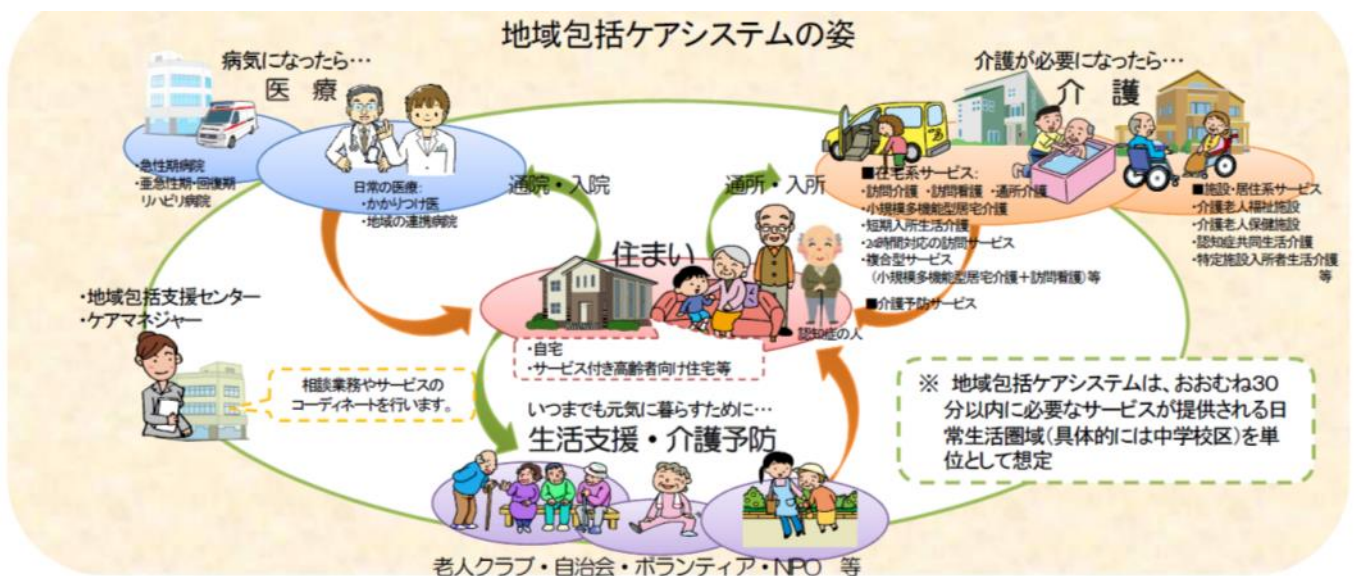 地域包括ケアシステムの姿
病気になったら…
医 療
介護が必要になったら…
介 護
・急性期病院
・亜急性期・回復期
リハビリ病院
日常の医療:
・かかりつけ医
・地域の連携病院
通院・入院
通所・入所
■在宅系サービス:
・訪問介護 ・訪問看護 ・通所介護
・小規模多機能型居宅介護
・短期入所生活介護
・24時間対応の訪問サービス
・複合型サービス
(小規模多機能型居宅介護+訪問看護)等
■介護予防サービス
■施設・居住系サービス
・介護老人福祉施設
・介護老人保健施設
・認知症共同生活介護
・特定施設入所者生活介護
等
住まい
認知症の人
・自宅
・サービス付き高齢者向け住宅等
・地域包括支援センター
・ケアマネジャー
相談業務やサービスの
コーディネートを行います。
いつまでも元気に暮らすために…
生活支援・介護予防
老人クラブ・自治会・ボランティア・NPO 等
※ 地域包括ケアシステムは、おおむね30
分以内に必要なサービスが提供される日
常生活圏域(具体的には中学校区)を単
位として想定